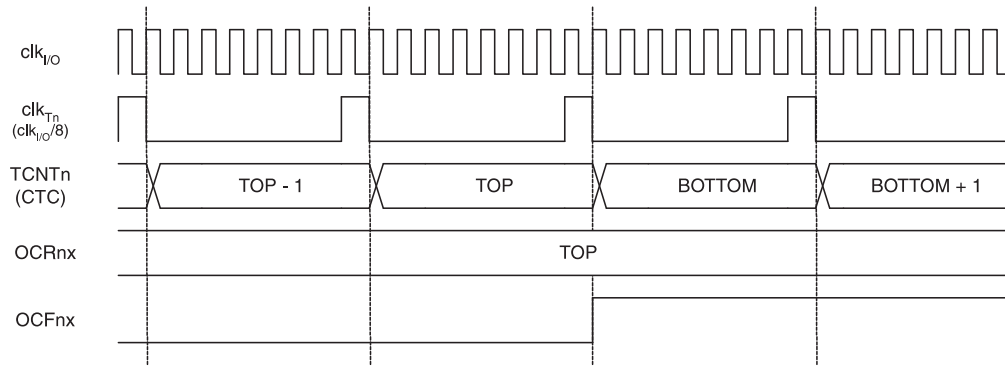 clkI/O
clkTn
(clkI/O/8)
TCNTn
(CTC)
TOP - 1
TOP
BOTTOM
BOTTOM + 1
OCRnx
TOP
OCFnx